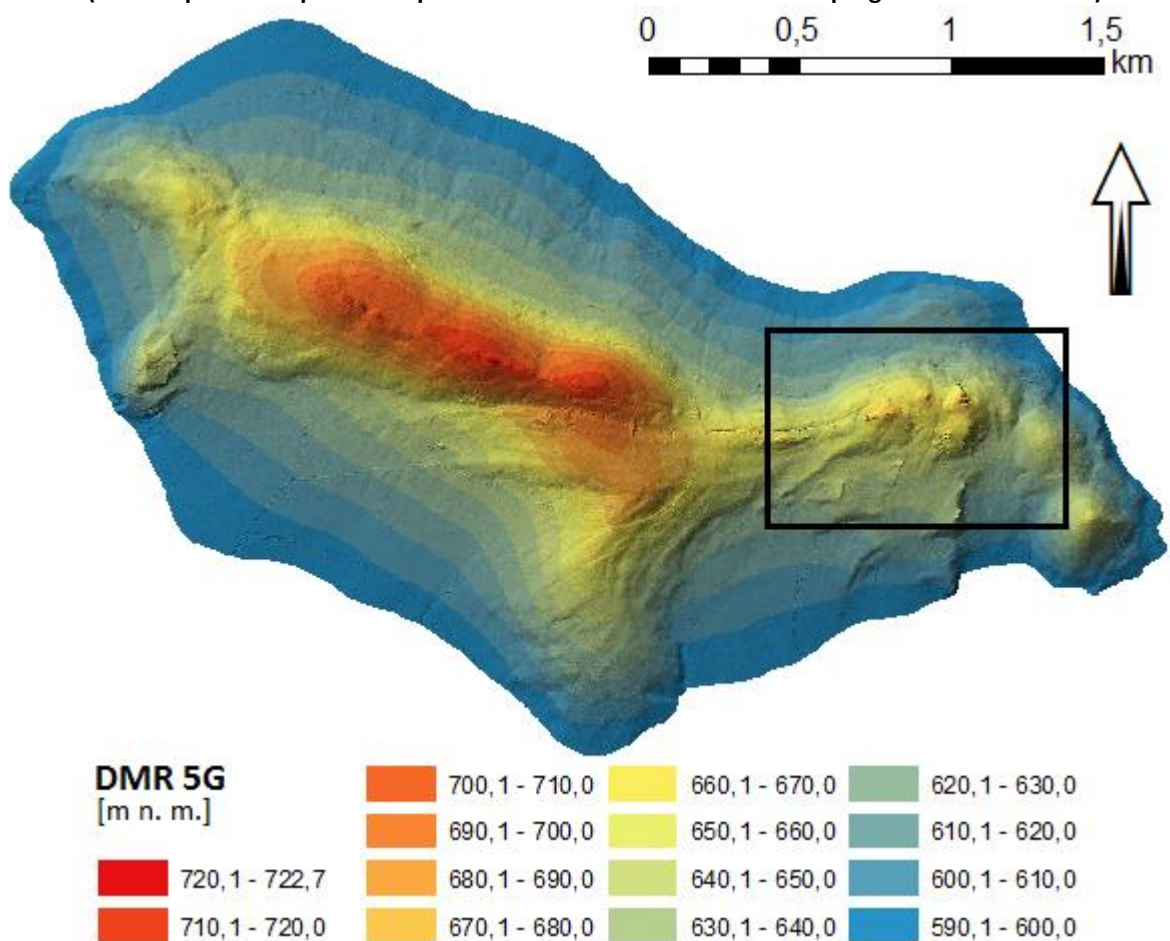 0 0,5 1 1,5
km
DMR 5G
[m n. m.]
720,1 - 722,7
710,1 - 720,0
700,1 - 710,0
690,1 - 700,0
680,1 - 690,0
670,1 - 680,0
660,1 - 670,0
650,1 - 660,0
640,1 - 650,0
630,1 - 640,0
620,1 - 630,0
610,1 - 620,0
600,1 - 610,0
590,1 - 600,0